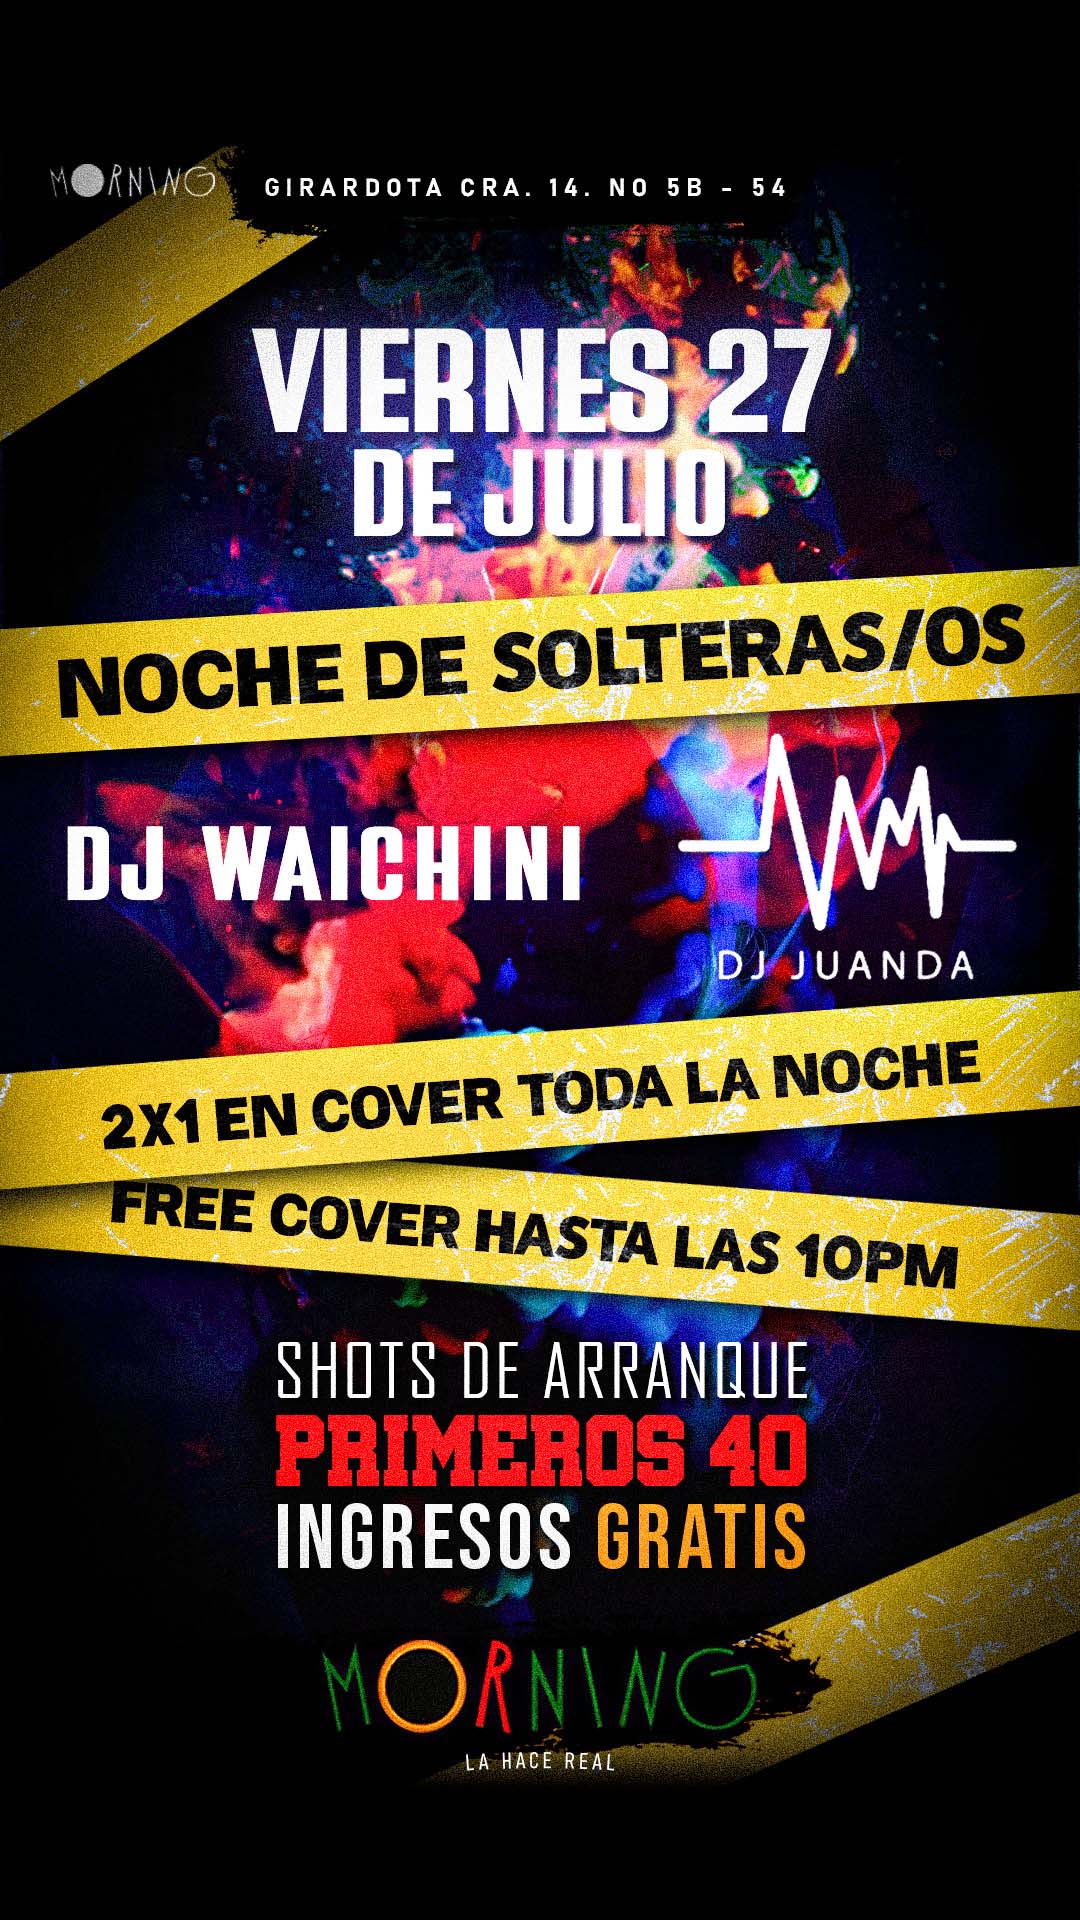 MORNING
GIRARDOTA CRA. 14. NO 5B - 54
VIERNES 27
DE JULIO
NOCHE DE SOLTERAS/OS
DJ WAICHINI
DJ JUANDA
2X1 EN COVER TODA LA NOCHE
FREE COVER HASTA LAS 10PM
SHOTS DE ARRANQUE
PRIMEROS 40
INGRESOS GRATIS
MORNING
LA HACE REAL